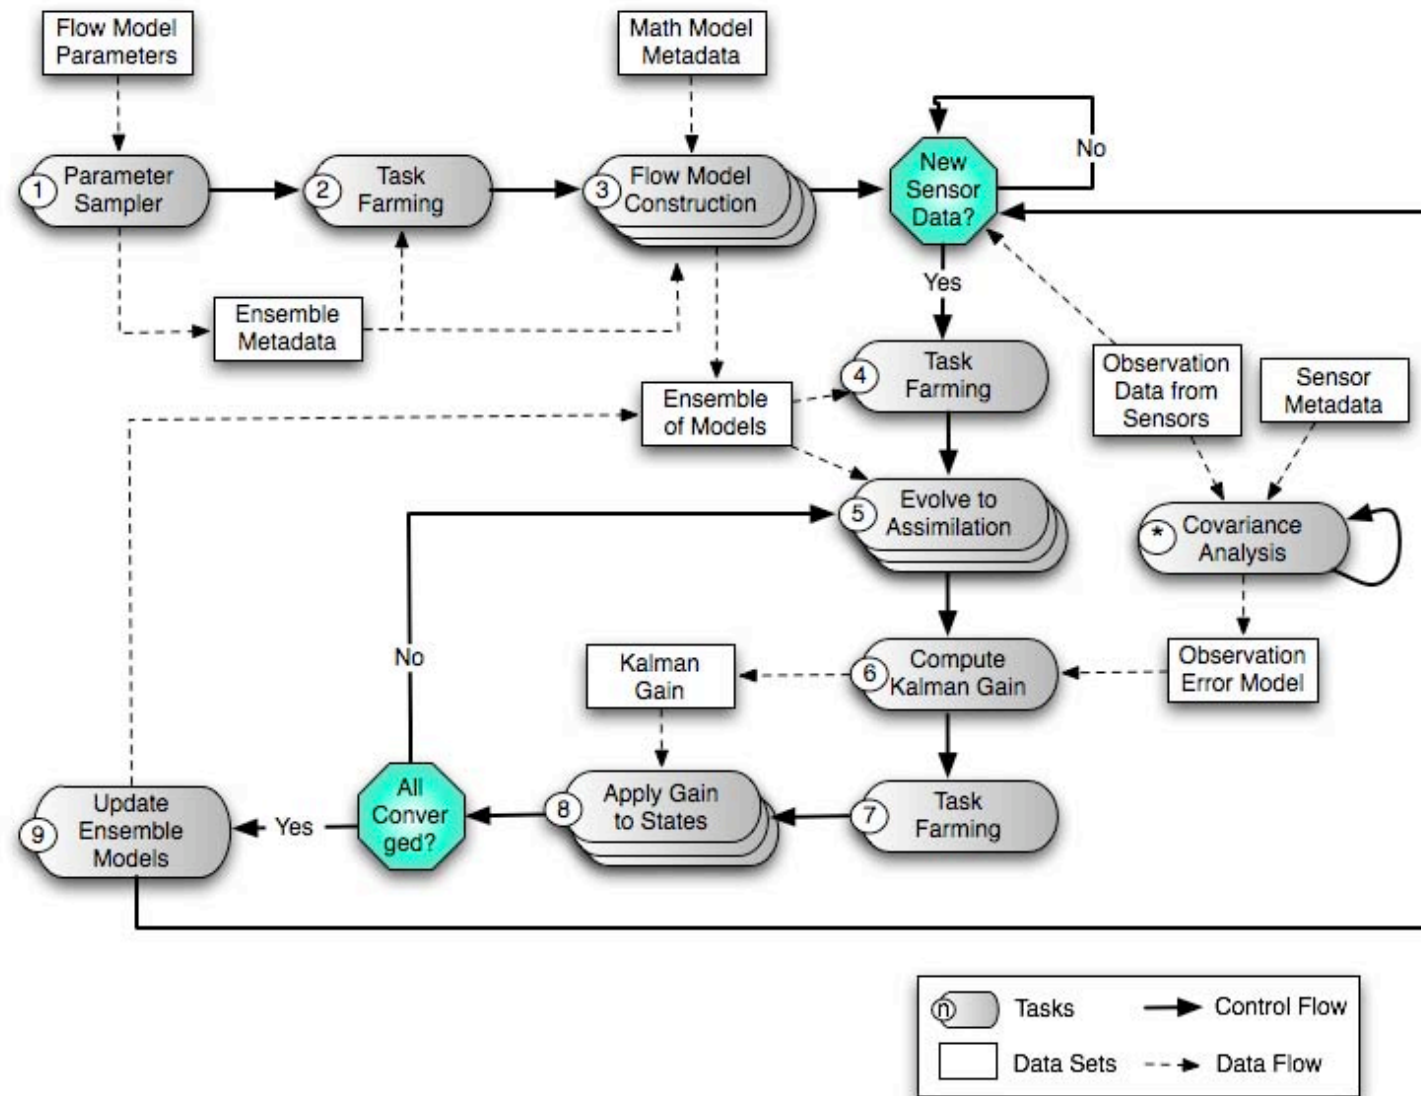 Flow Model
Parameters
Math Model
Metadata
1
Parameter
Sampler
2
Task
Farming
3
Flow Model
Construction
New
Sensor
Data?
No
Yes
Ensemble
Metadata
Ensemble
of Models
4
Task
Farming
Observation
Data from
Sensors
Sensor
Metadata
5
Evolve to
Assimilation
*
Covariance
Analysis
No
Kalman
Gain
6
Compute
Kalman Gain
Observation
Error Model
9
Update
Ensemble
Models
Yes
All
Conver
ged?
8
Apply Gain
to States
7
Task
Farming
n
Tasks
Control Flow
Data Sets
Data Flow